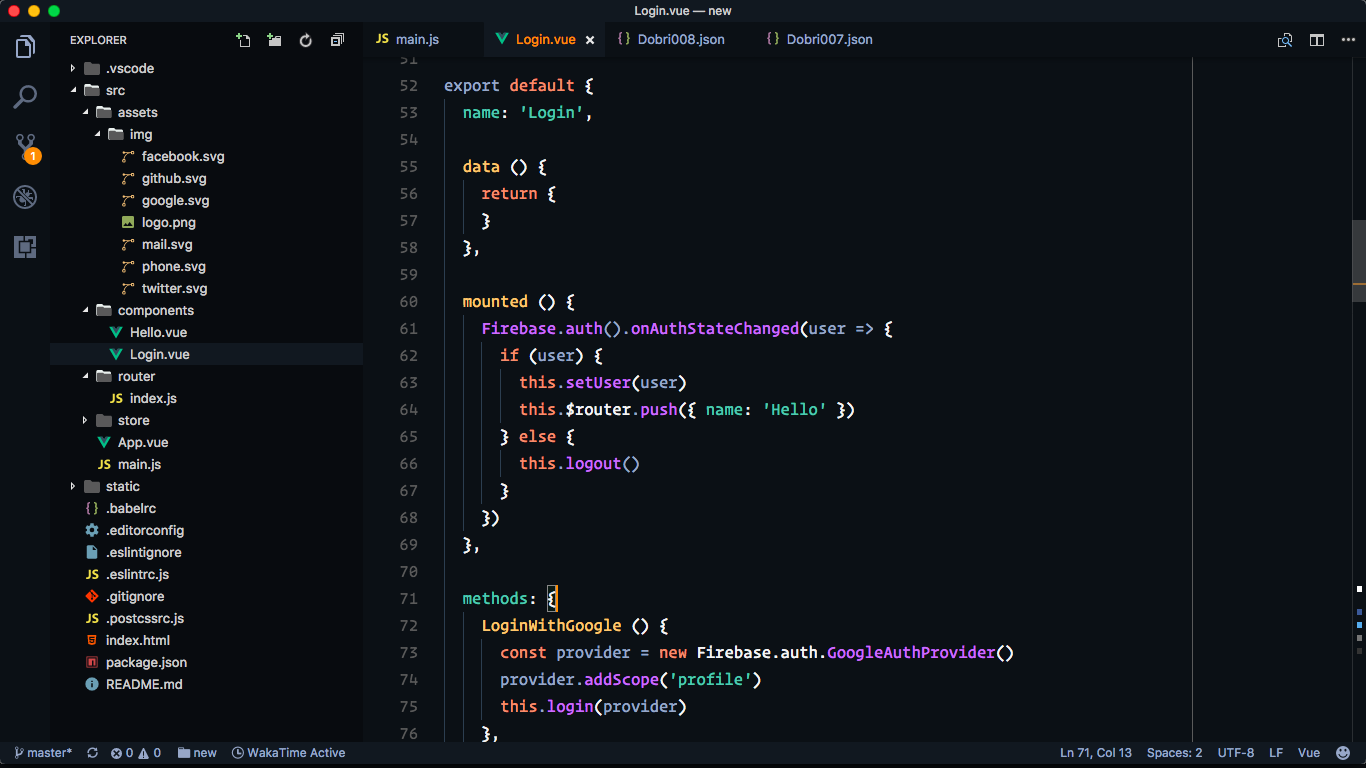 Login.vue — new
EXPLORER
JS main.js
Login.vue ×
{ } Dobri008.json
{ } Dobri007.json
.vscode
src
assets
img
facebook.svg
github.svg
google.svg
logo.png
mail.svg
phone.svg
twitter.svg
components
Hello.vue
Login.vue
router
JS index.js
store
App.vue
JS main.js
static
{ } .babelrc
.editorconfig
.eslintignore
JS .eslintrc.js
.gitignore
JS .postcssrc.js
index.html
package.json
README.md
1
51
52 export default {
53   name: 'Login',
54
55   data () {
56     return {
57     }
58   },
59
60   mounted () {
61     Firebase.auth().onAuthStateChanged(user => {
62       if (user) {
63         this.setUser(user)
64         this.$router.push({ name: 'Hello' })
65       } else {
66         this.logout()
67       }
68     })
69   },
70
71   methods: {
72     LoginWithGoogle () {
73       const provider = new Firebase.auth.GoogleAuthProvider()
74       provider.addScope('profile')
75       this.login(provider)
76     },
master* 0 0 new WakaTime Active Ln 71, Col 13 Spaces: 2 UTF-8 LF Vue